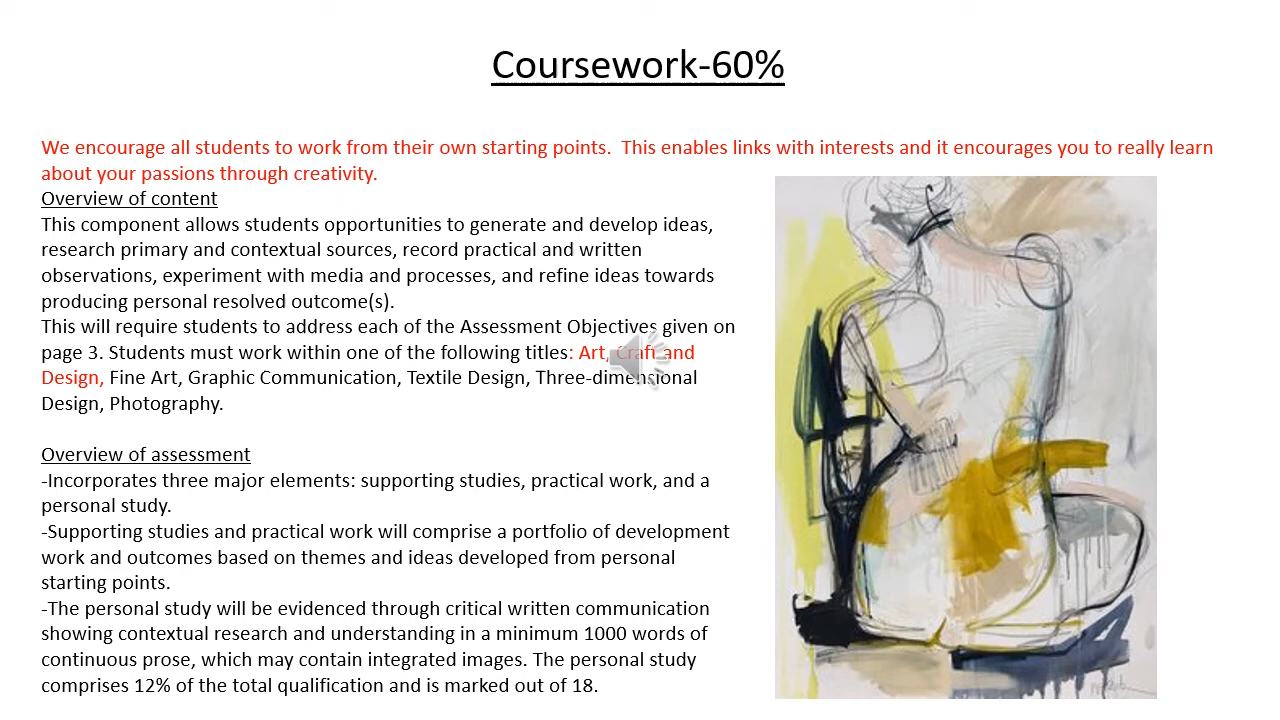 Coursework-60%
We encourage all students to work from their own starting points.  This enables links with interests and it encourages you to really learn
about your passions through creativity.
Overview of content
This component allows students opportunities to generate and develop ideas,
research primary and contextual sources, record practical and written
observations, experiment with media and processes, and refine ideas towards
producing personal resolved outcome(s).
This will require students to address each of the Assessment Objectives given on
page 3. Students must work within one of the following titles: Art, Craft and
Design, Fine Art, Graphic Communication, Textile Design, Three-dimensional
Design, Photography.
Overview of assessment
-Incorporates three major elements: supporting studies, practical work, and a
personal study.
-Supporting studies and practical work will comprise a portfolio of development
work and outcomes based on themes and ideas developed from personal
starting points.
-The personal study will be evidenced through critical written communication
showing contextual research and understanding in a minimum 1000 words of
continuous prose, which may contain integrated images. The personal study
comprises 12% of the total qualification and is marked out of 18.